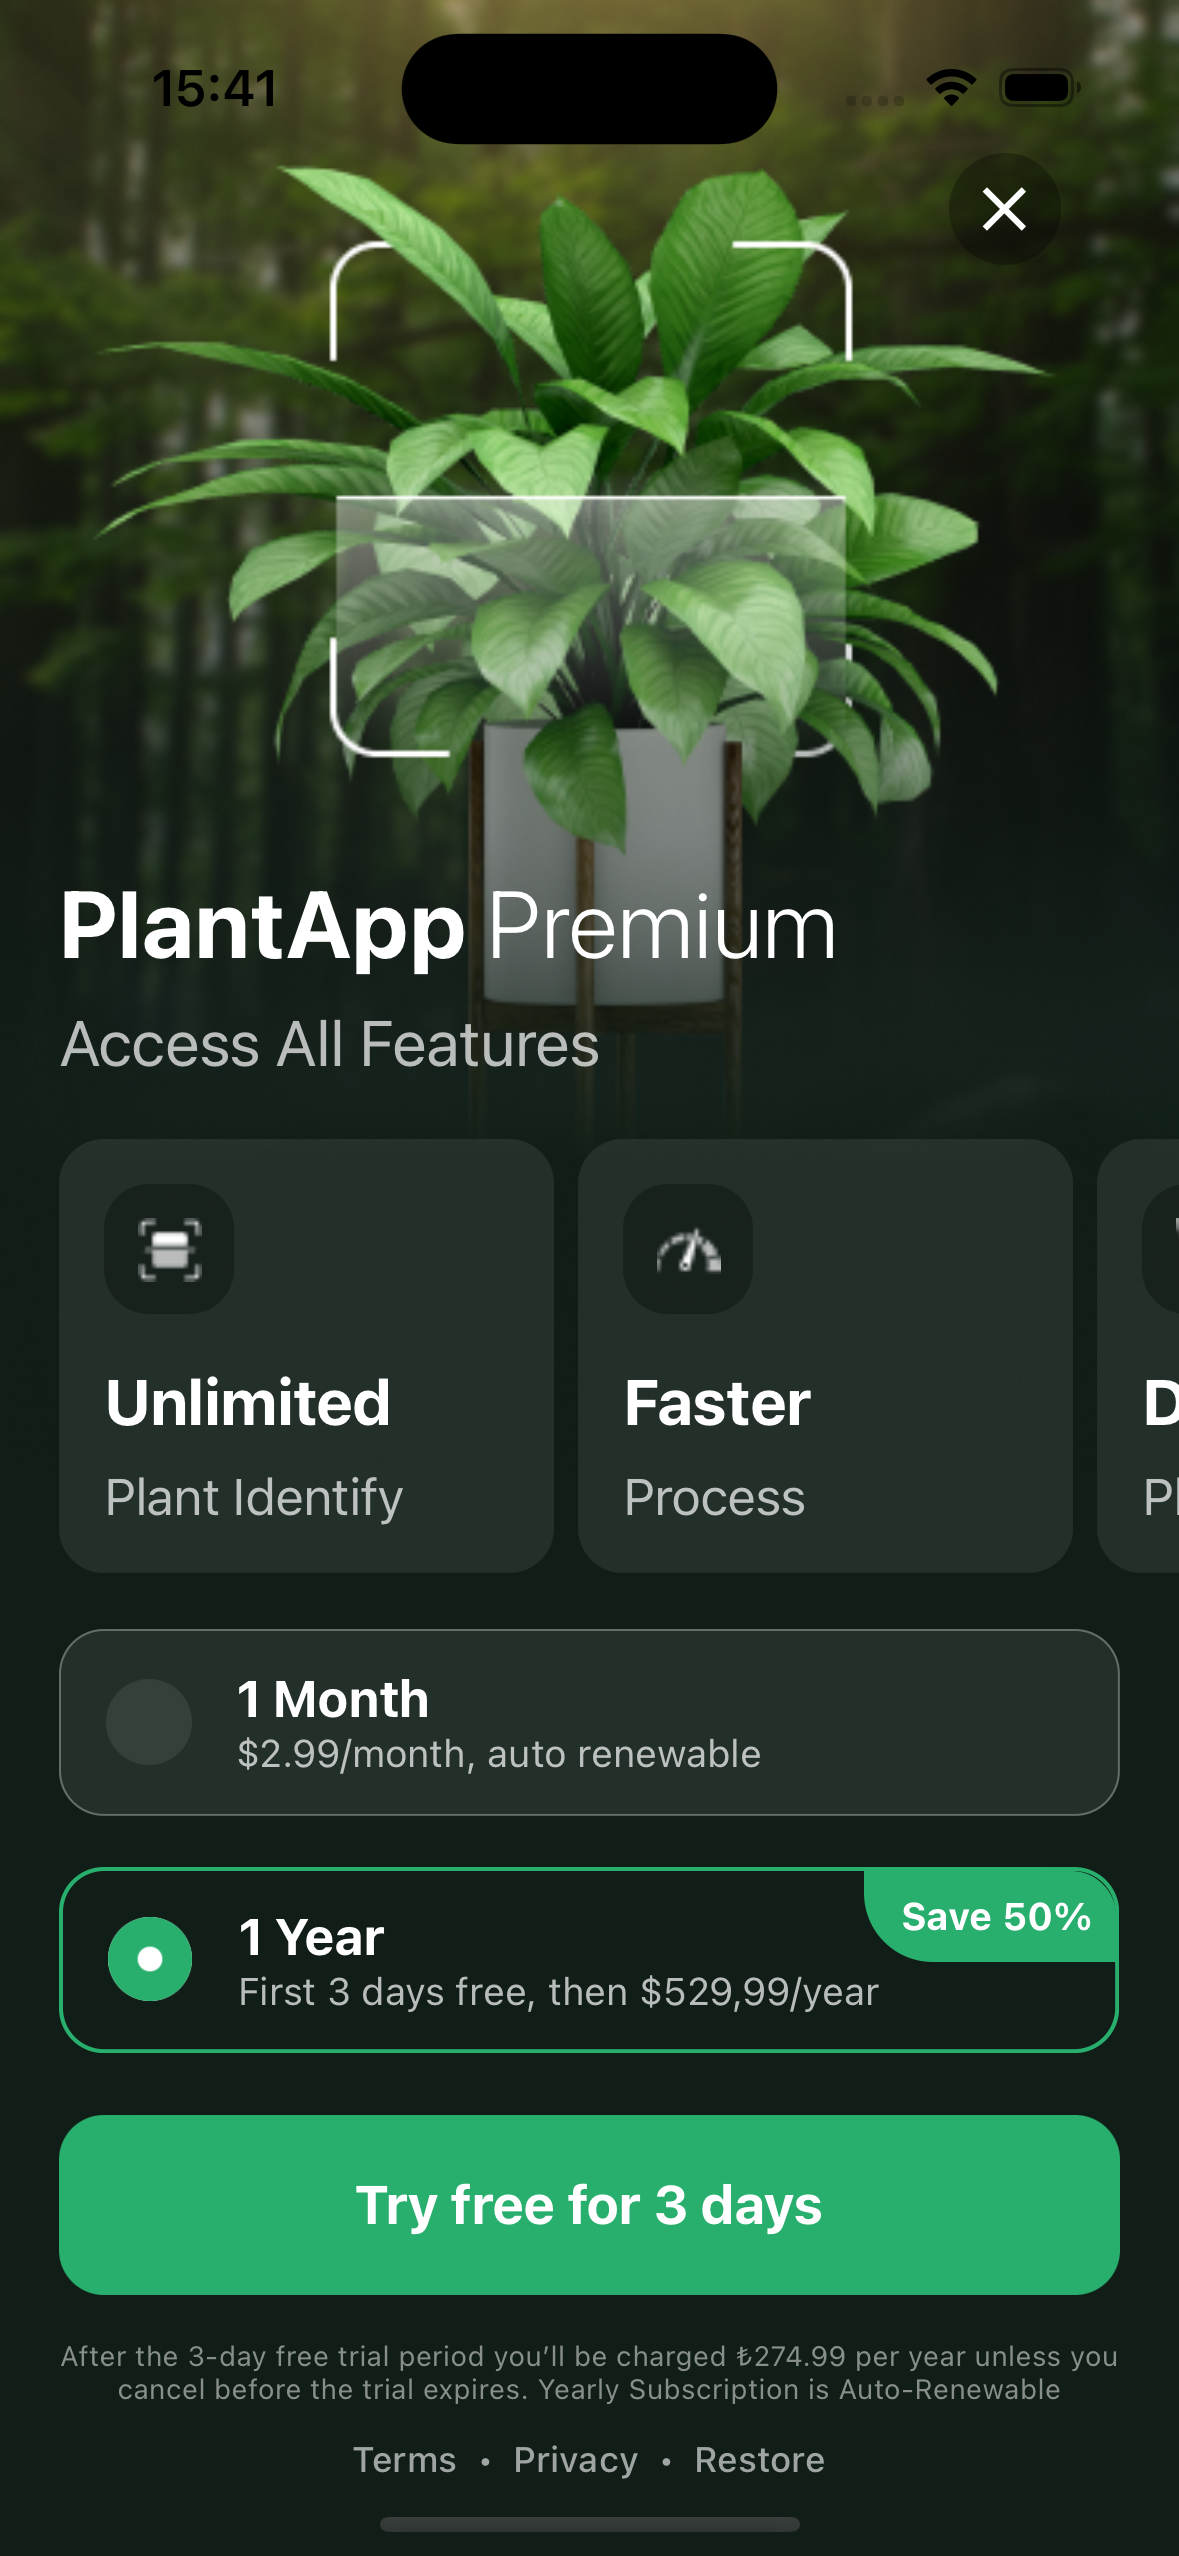 15:41
PlantApp Premium
Access All Features
Unlimited
Plant Identify
Faster
Process
1 Month
$2.99/month, auto renewable
Save 50%
1 Year
First 3 days free, then $529,99/year
Try free for 3 days
After the 3-day free trial period you’ll be charged ₺274.99 per year unless you
cancel before the trial expires. Yearly Subscription is Auto-Renewable
Terms • Privacy • Restore